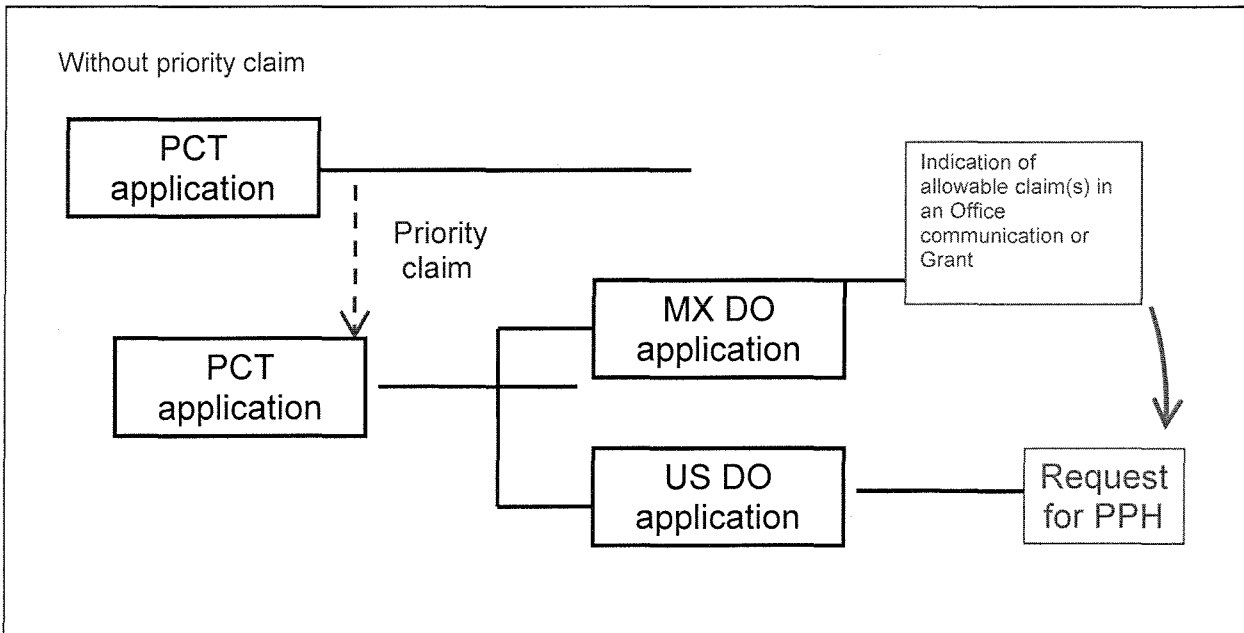 Without priority claim
PCT
application
Priority
claim
PCT
application
MX DO
application
US DO
application
Indication of
allowable claim(s) in
an Office
communication or
Grant
Request
for PPH